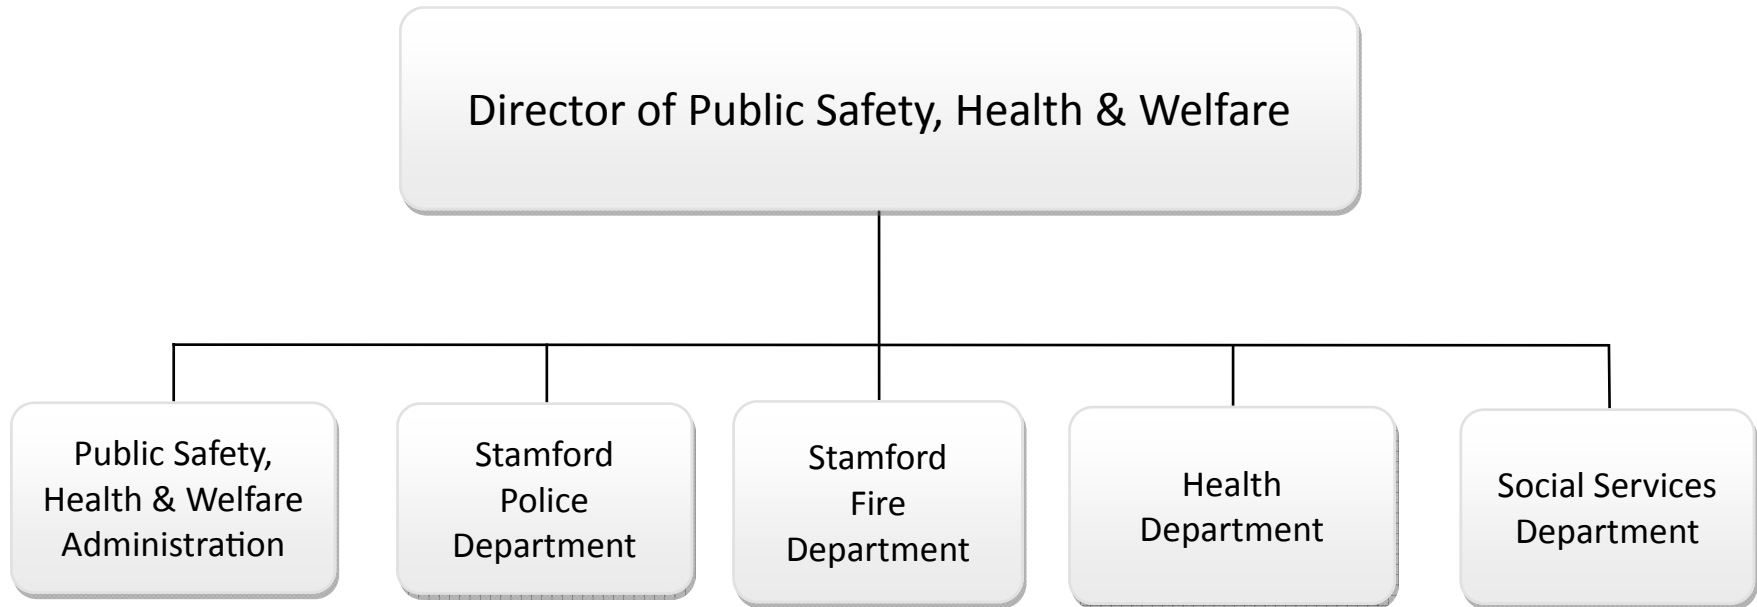 Director of Public Safety, Health & Welfare
Public Safety,
Health & Welfare
Administration
Stamford
Police
Department
Stamford
Fire
Department
Health
Department
Social Services
Department